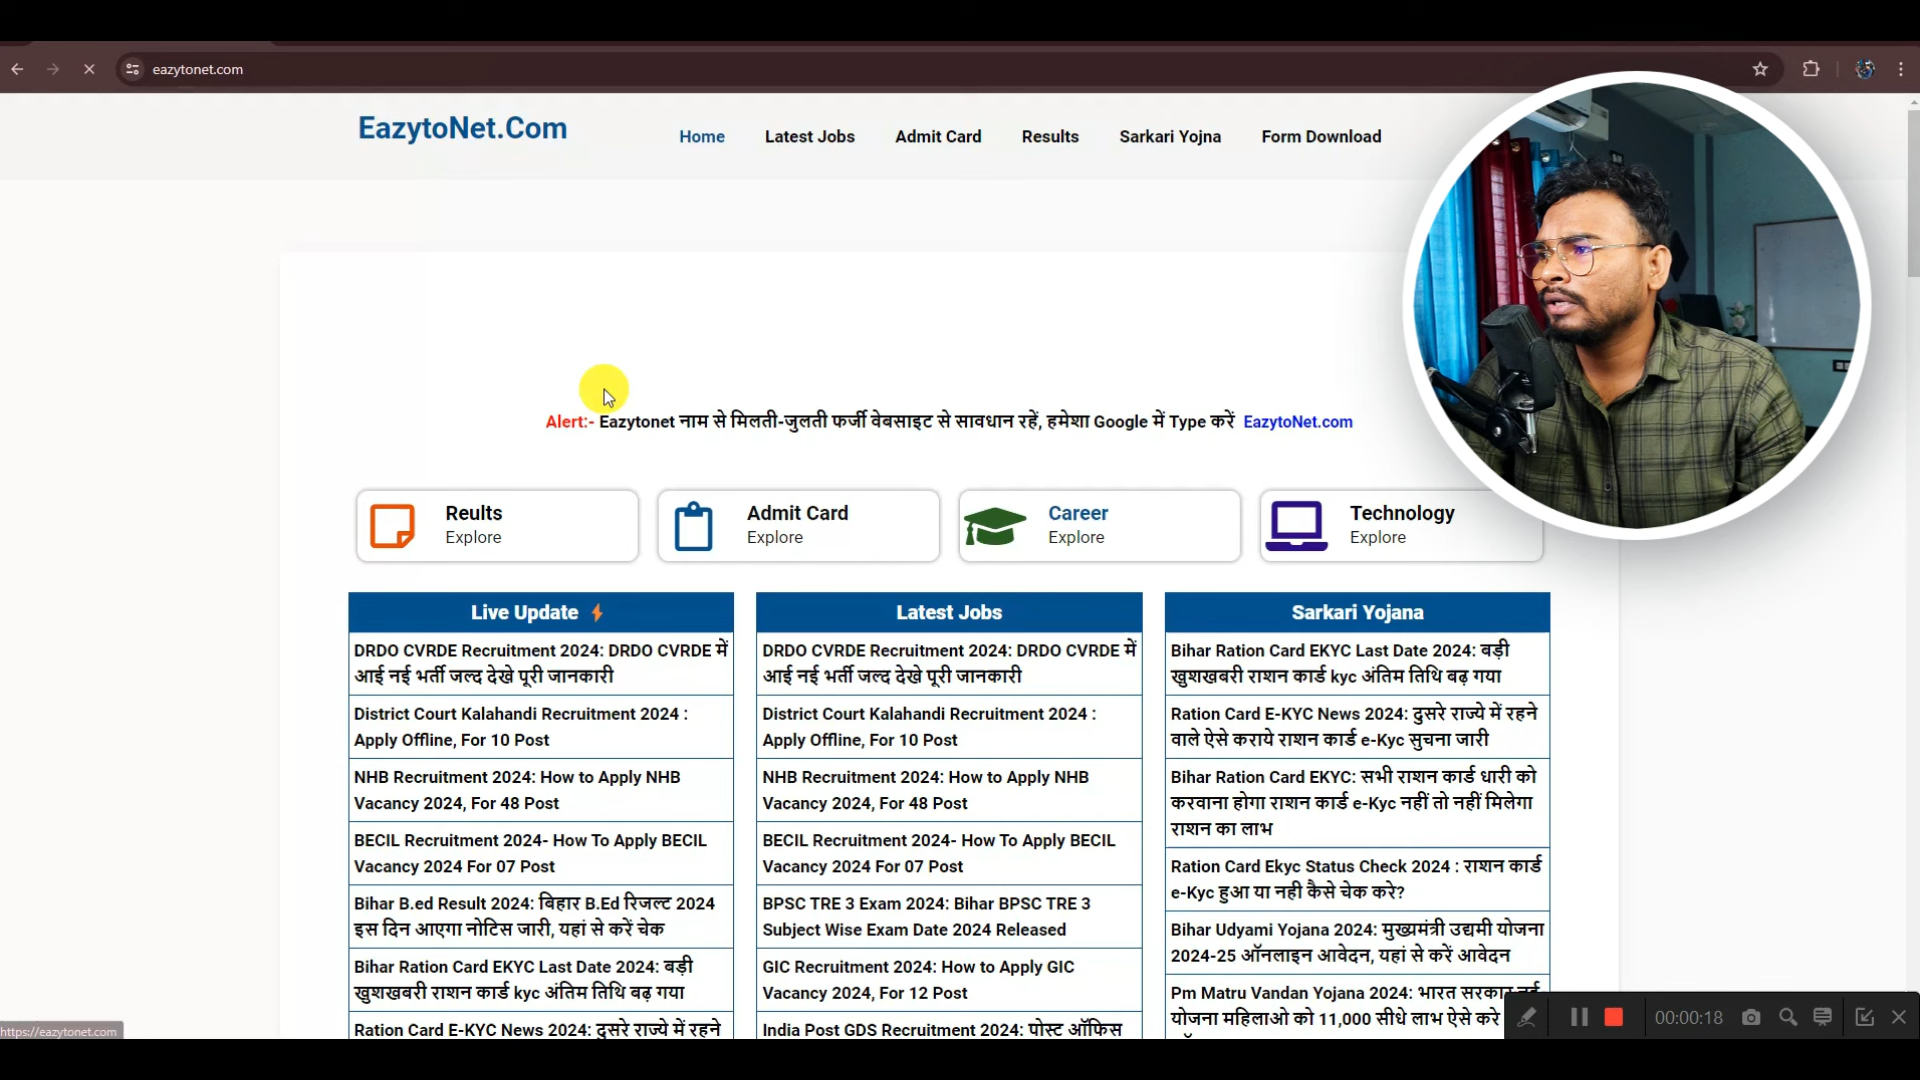 eazytonet.com
EazytoNet.Com
Home
Latest Jobs
Admit Card
Results
Sarkari Yojna
Form Download
Alert:- Eazytonet नाम से मिलती-जुलती फर्जी वेबसाइट से सावधान रहें, हमेशा Google में Type करें EazytoNet.com
Reults
Explore
Admit Card
Explore
Career
Explore
Technology
Explore
Live Update
DRDO CVRDE Recruitment 2024: DRDO CVRDE में
आई नई भर्ती जल्द देखे पूरी जानकारी
District Court Kalahandi Recruitment 2024 :
Apply Offline, For 10 Post
NHB Recruitment 2024: How to Apply NHB
Vacancy 2024, For 48 Post
BECIL Recruitment 2024- How To Apply BECIL
Vacancy 2024 For 07 Post
Bihar B.ed Result 2024: बिहार B.Ed रिजल्ट 2024
इस दिन आएगा नोटिस जारी, यहां से करें चेक
Bihar Ration Card EKYC Last Date 2024: बड़ी
खुशखबरी राशन कार्ड kyc अंतिम तिथि बढ़ गया
Ration Card E-KYC News 2024: दुसरे राज्ये में रहने
Latest Jobs
DRDO CVRDE Recruitment 2024: DRDO CVRDE में
आई नई भर्ती जल्द देखे पूरी जानकारी
District Court Kalahandi Recruitment 2024 :
Apply Offline, For 10 Post
NHB Recruitment 2024: How to Apply NHB
Vacancy 2024, For 48 Post
BECIL Recruitment 2024- How To Apply BECIL
Vacancy 2024 For 07 Post
BPSC TRE 3 Exam 2024: Bihar BPSC TRE 3
Subject Wise Exam Date 2024 Released
GIC Recruitment 2024: How to Apply GIC
Vacancy 2024, For 12 Post
India Post GDS Recruitment 2024: पोस्ट ऑफिस
Sarkari Yojana
Bihar Ration Card EKYC Last Date 2024: बड़ी
खुशखबरी राशन कार्ड kyc अंतिम तिथि बढ़ गया
Ration Card E-KYC News 2024: दुसरे राज्ये में रहने
वाले ऐसे कराये राशन कार्ड e-Kyc सुचना जारी
Bihar Ration Card EKYC: सभी राशन कार्ड धारी को
करवाना होगा राशन कार्ड e-Kyc नहीं तो नहीं मिलेगा
राशन का लाभ
Ration Card Ekyc Status Check 2024 : राशन कार्ड
e-Kyc हुआ या नही कैसे चेक करे?
Bihar Udyami Yojana 2024: मुख्यमंत्री उद्यमी योजना
2024-25 ऑनलाइन आवेदन, यहां से करें आवेदन
Pm Matru Vandan Yojana 2024: भारत सरकार
योजना महिलाओ को 11,000 सीधे लाभ ऐसे करे
https://eazytonet.com
00:00:18